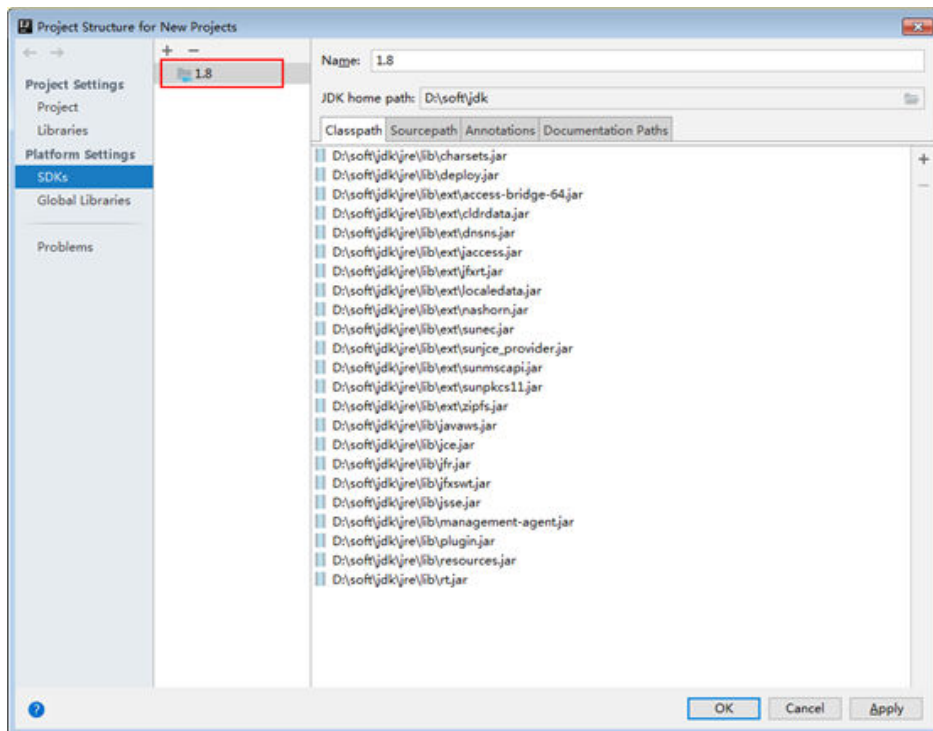 Project Structure for New Projects
Project Settings
Project
Libraries
Platform Settings
SDKs
Global Libraries
Problems
1.8
Name: 1.8
JDK home path: D:\soft\jdk
Classpath Sourcepath Annotations Documentation Paths
D:\soft\jdk\jre\lib\charsets.jar
D:\soft\jdk\jre\lib\deploy.jar
D:\soft\jdk\jre\lib\ext\access-bridge-64.jar
D:\soft\jdk\jre\lib\ext\cldrdata.jar
D:\soft\jdk\jre\lib\ext\dnsns.jar
D:\soft\jdk\jre\lib\ext\jaccess.jar
D:\soft\jdk\jre\lib\ext\jfxrt.jar
D:\soft\jdk\jre\lib\ext\localedata.jar
D:\soft\jdk\jre\lib\ext\nashorn.jar
D:\soft\jdk\jre\lib\ext\sunec.jar
D:\soft\jdk\jre\lib\ext\sunjce_provider.jar
D:\soft\jdk\jre\lib\ext\sunmscapi.jar
D:\soft\jdk\jre\lib\ext\sunpkcs11.jar
D:\soft\jdk\jre\lib\ext\zipfs.jar
D:\soft\jdk\jre\lib\javaws.jar
D:\soft\jdk\jre\lib\jce.jar
D:\soft\jdk\jre\lib\jfr.jar
D:\soft\jdk\jre\lib\jfxswt.jar
D:\soft\jdk\jre\lib\jsse.jar
D:\soft\jdk\jre\lib\management-agent.jar
D:\soft\jdk\jre\lib\plugin.jar
D:\soft\jdk\jre\lib\resources.jar
D:\soft\jdk\jre\lib\rt.jar
OK Cancel Apply